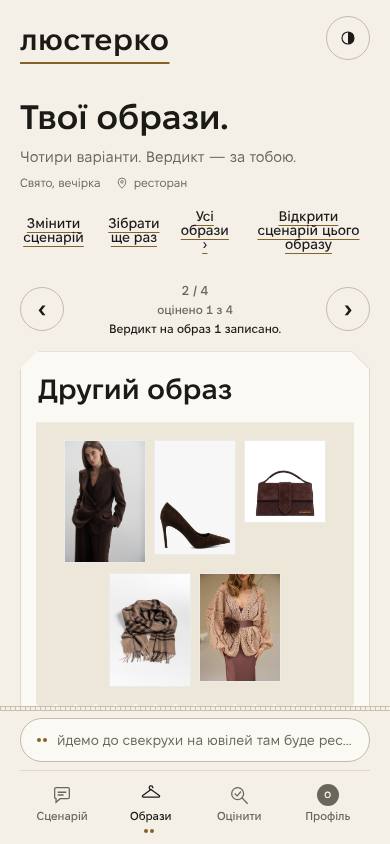 люстерко
Твої образи.
Чотири варіанти. Вердикт — за тобою.
Свято, вечірка ресторан
Змінити
сценарій
Зібрати
ще раз
Усі
образи
›
Відкрити
сценарій цього
образу
‹
2 / 4
оцінено 1 з 4
Вердикт на образ 1 записано.
›
Другий образ
йдемо до свекрухи на ювілей там буде рес...
Сценарій
Образи
Оцінити
О
Профіль